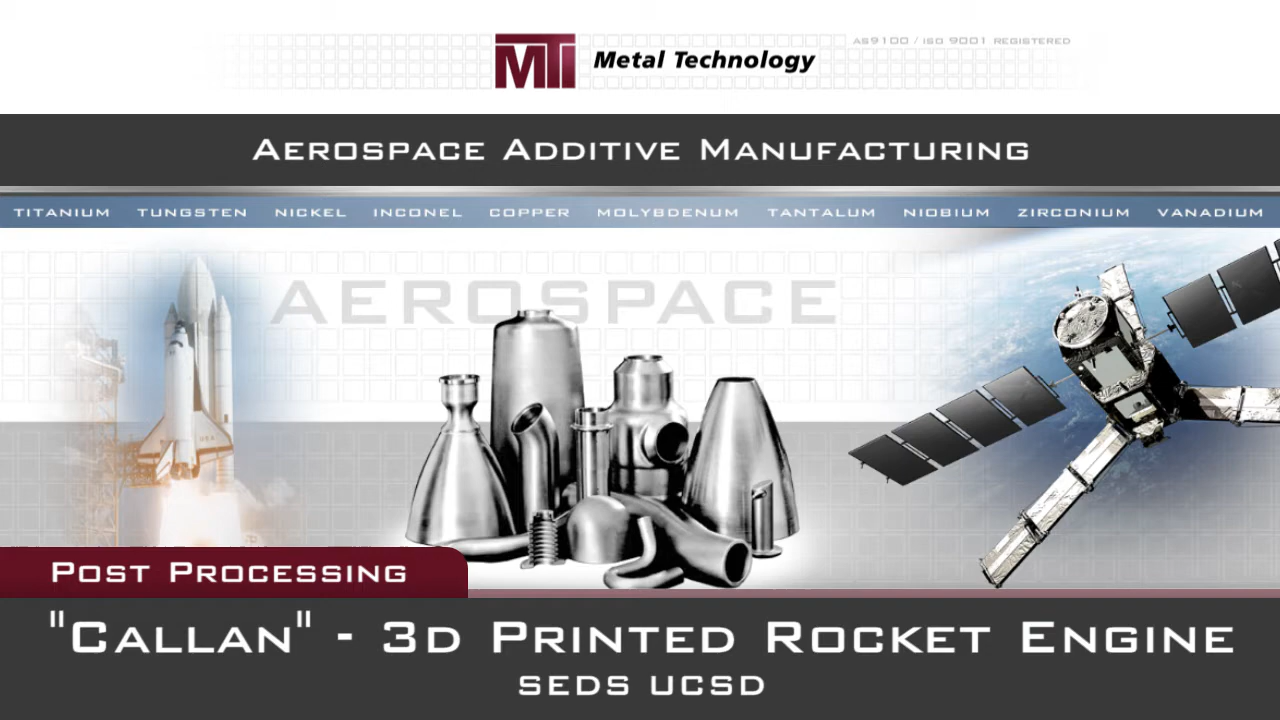 MTI Metal Technology
AS9100 / ISO 9001 REGISTERED
AEROSPACE ADDITIVE MANUFACTURING
TITANIUM TUNGSTEN NICKEL INCONEL COPPER MOLYBDENUM TANTALUM NIOBIUM ZIRCONIUM VANADIUM
AEROSPACE
USA
POST PROCESSING
"CALLAN" - 3D PRINTED ROCKET ENGINE
SEDS UCSD